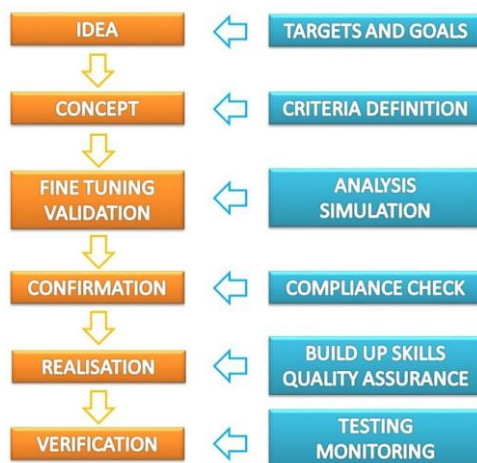 IDEA
TARGETS AND GOALS
CONCEPT
CRITERIA DEFINITION
FINE TUNING
VALIDATION
ANALYSIS
SIMULATION
CONFIRMATION
COMPLIANCE CHECK
REALISATION
BUILD UP SKILLS
QUALITY ASSURANCE
VERIFICATION
TESTING
MONITORING